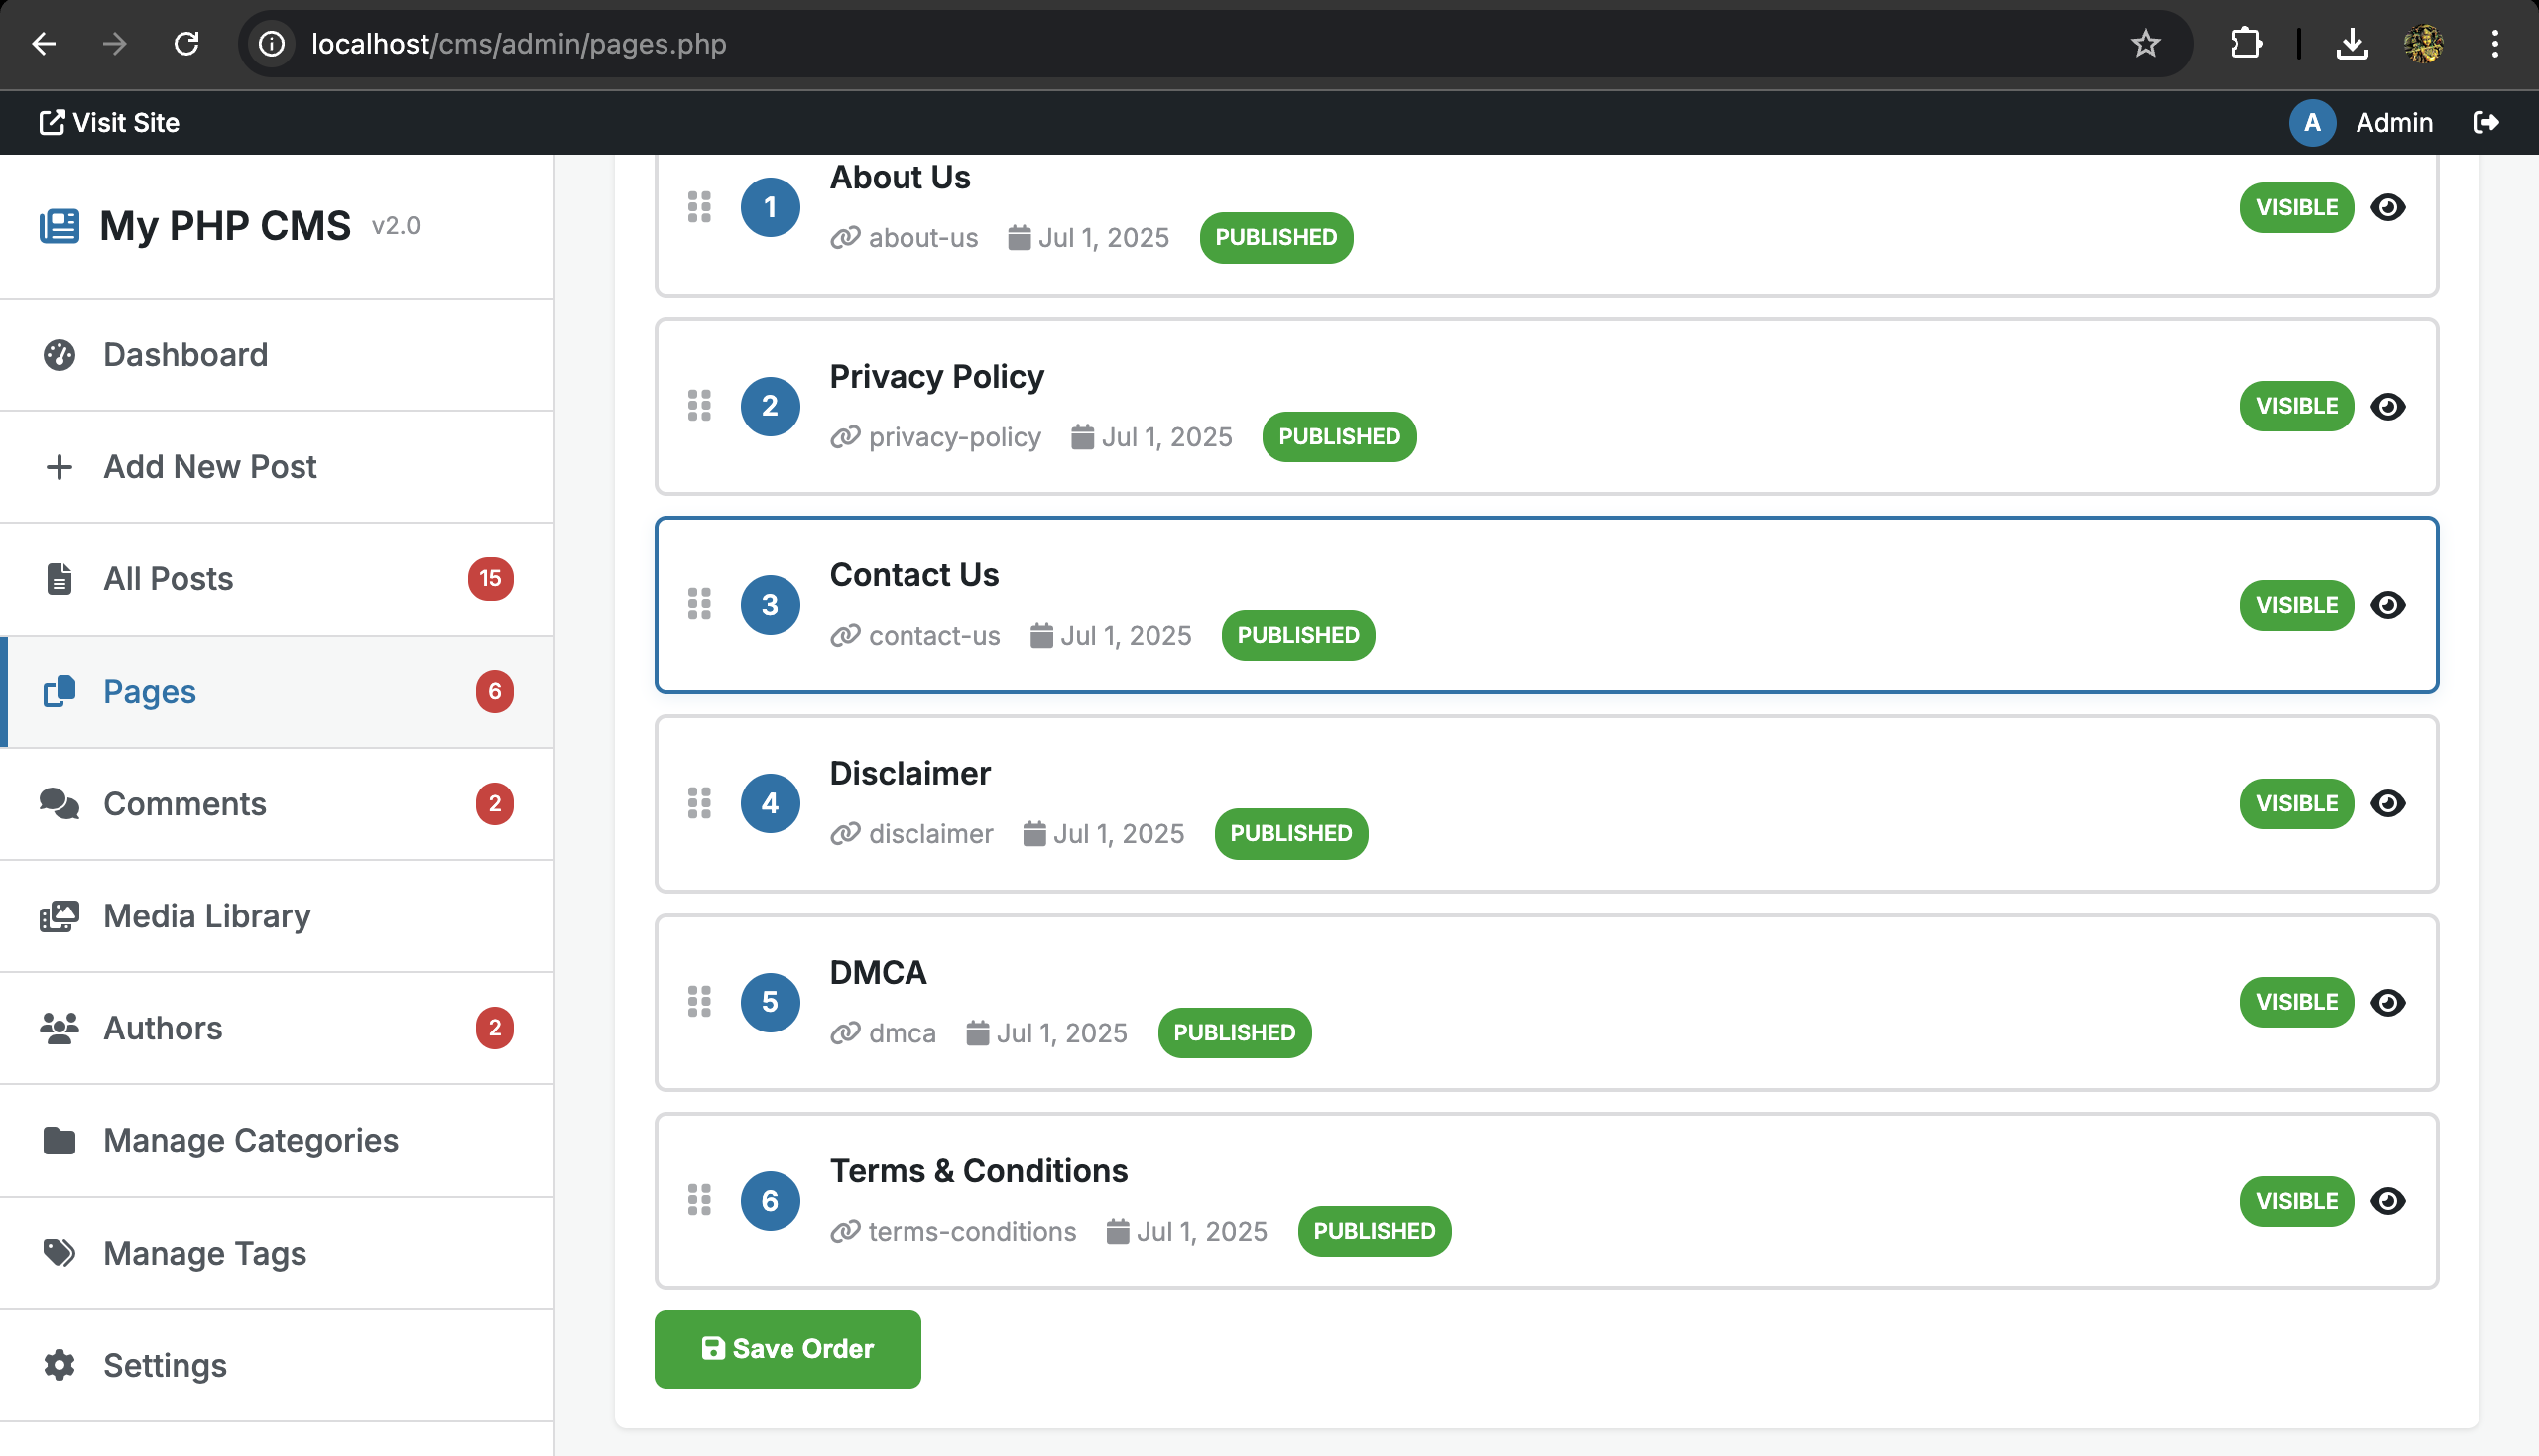 localhost/cms/admin/pages.php
Visit Site
A Admin
My PHP CMS v2.0
Dashboard
Add New Post
All Posts 15
Pages 6
Comments 2
Media Library
Authors 2
Manage Categories
Manage Tags
Settings
1 About Us
about-us Jul 1, 2025 PUBLISHED
VISIBLE
2 Privacy Policy
privacy-policy Jul 1, 2025 PUBLISHED
VISIBLE
3 Contact Us
contact-us Jul 1, 2025 PUBLISHED
VISIBLE
4 Disclaimer
disclaimer Jul 1, 2025 PUBLISHED
VISIBLE
5 DMCA
dmca Jul 1, 2025 PUBLISHED
VISIBLE
6 Terms & Conditions
terms-conditions Jul 1, 2025 PUBLISHED
VISIBLE
Save Order